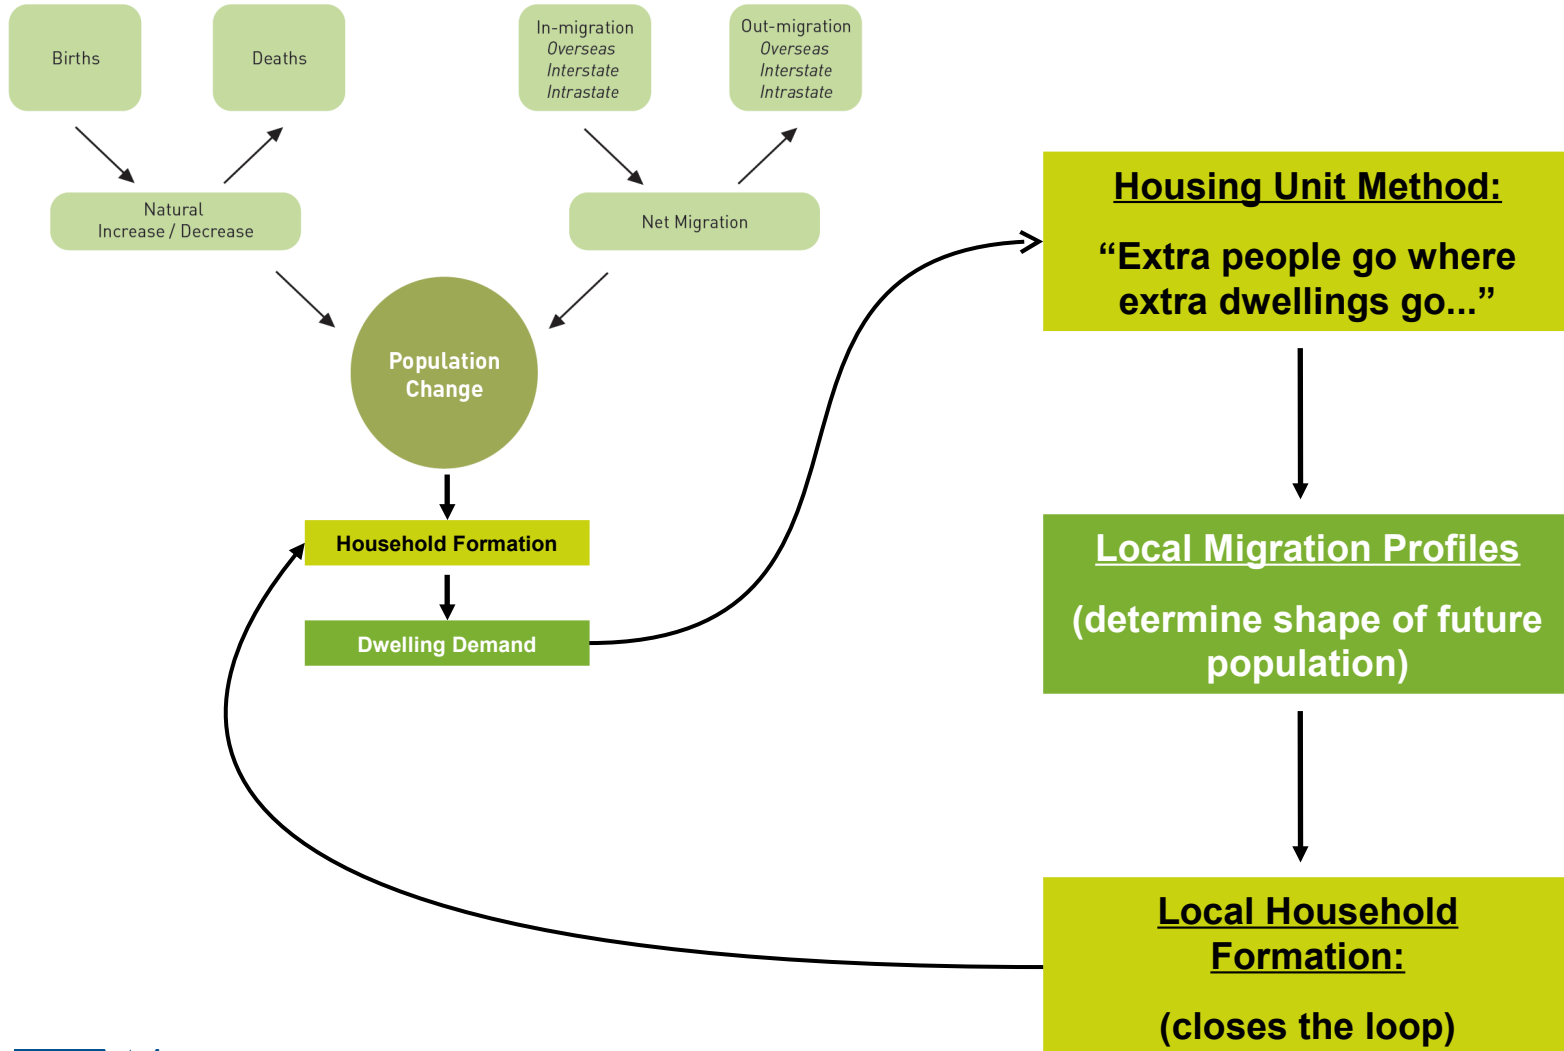 Births
Deaths
In-migration
Overseas
Interstate
Intrastate
Out-migration
Overseas
Interstate
Intrastate
Natural
Increase / Decrease
Net Migration
Population
Change
Household Formation
Dwelling Demand
Housing Unit Method:
“Extra people go where
extra dwellings go...”
Local Migration Profiles
(determine shape of future
population)
Local Household
Formation:
(closes the loop)